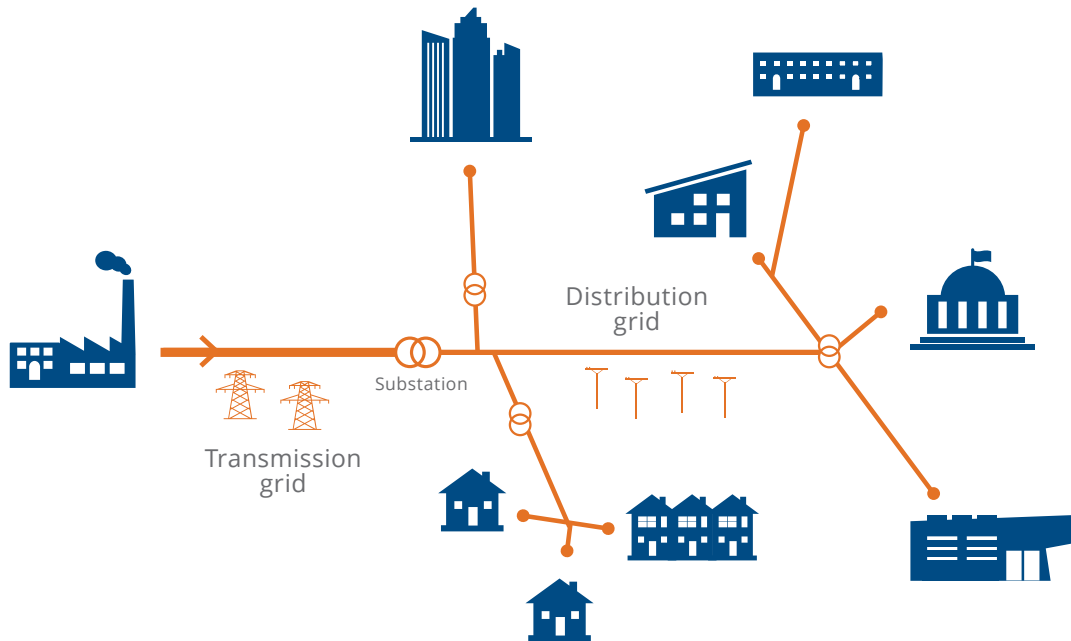 Distribution
grid
Substation
Transmission
grid